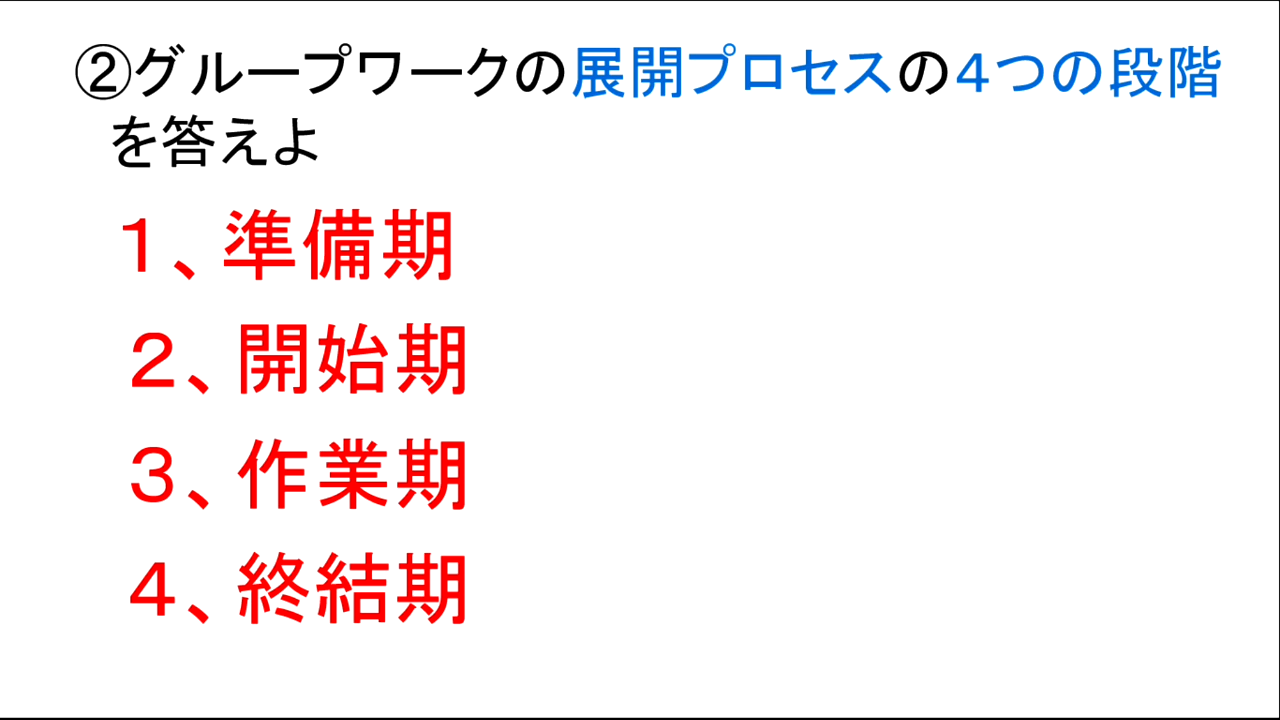 ②グループワークの展開プロセスの４つの段階
を答えよ
１、準備期
２、開始期
３、作業期
４、終結期